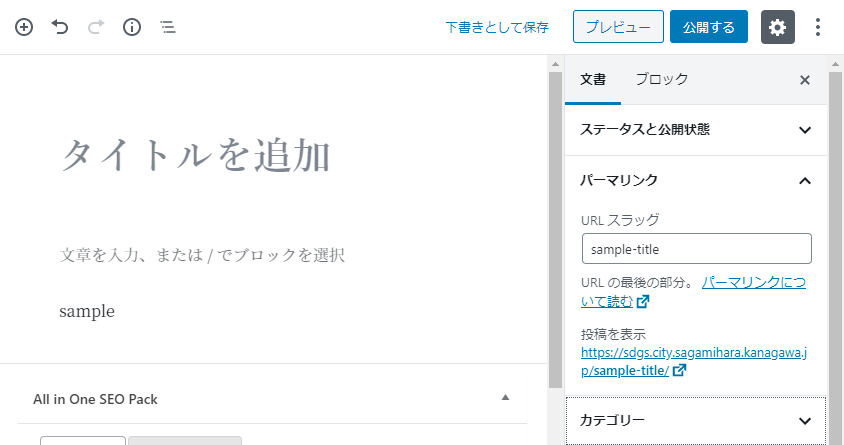 下書きとして保存
プレビュー
公開する
文書
ブロック
ステータスと公開状態
タイトルを追加
パーマリンク
URL スラッグ
sample-title
文章を入力、または / でブロックを選択
URL の最後の部分。 パーマリンクにつ
いて読む
sample
投稿を表示
https://sdgs.city.sagamihara.kanagawa.j
p/sample-title/
All in One SEO Pack
カテゴリー